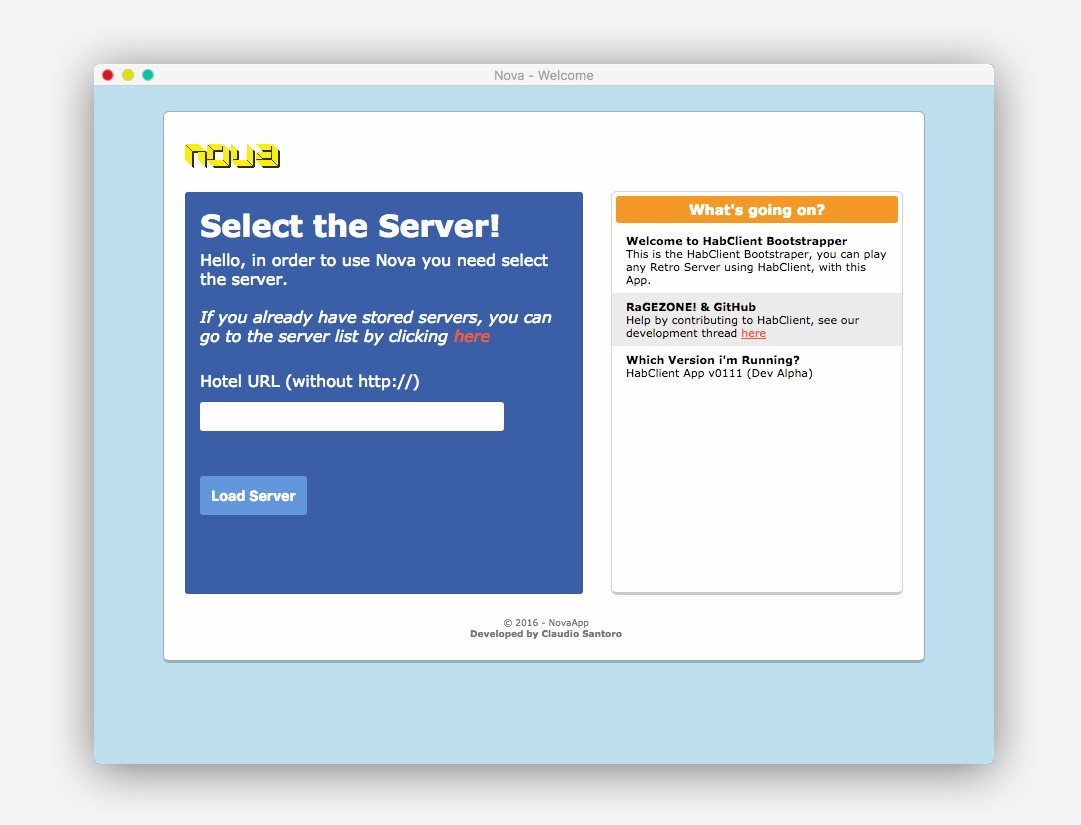 Nova - Welcome
nova
Select the Server!
Hello, in order to use Nova you need select
the server.
If you already have stored servers, you can
go to the server list by clicking here
Hotel URL (without http://)
Load Server
What's going on?
Welcome to HabClient Bootstrapper
This is the HabClient Bootstraper, you can play
any Retro Server using HabClient, with this
App.
RaGEZONE! & GitHub
Help by contributing to HabClient, see our
development thread here
Which Version i'm Running?
HabClient App v0111 (Dev Alpha)
© 2016 - NovaApp
Developed by Claudio Santoro